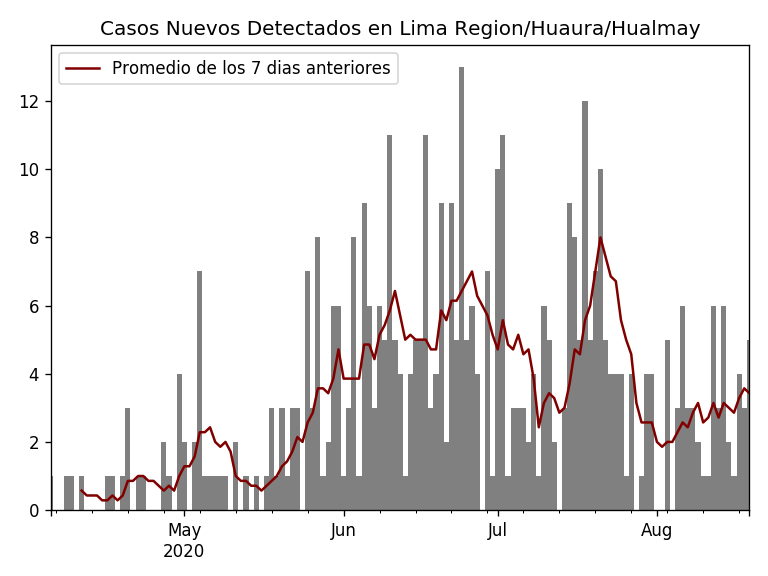 Casos Nuevos Detectados en Lima Region/Huaura/Hualmay
Promedio de los 7 dias anteriores
12
10
8
6
4
2
0
May Jun Jul Aug
2020